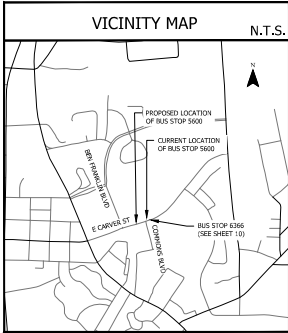 VICINITY MAP
N.T.S.
N
PROPOSED LOCATION
OF BUS STOP 5600
CURRENT LOCATION
OF BUS STOP 5600
BEN FRANKLIN BLVD
E CARVER ST
COMMONS BLVD
BUS STOP 6366
(SEE SHEET 10)